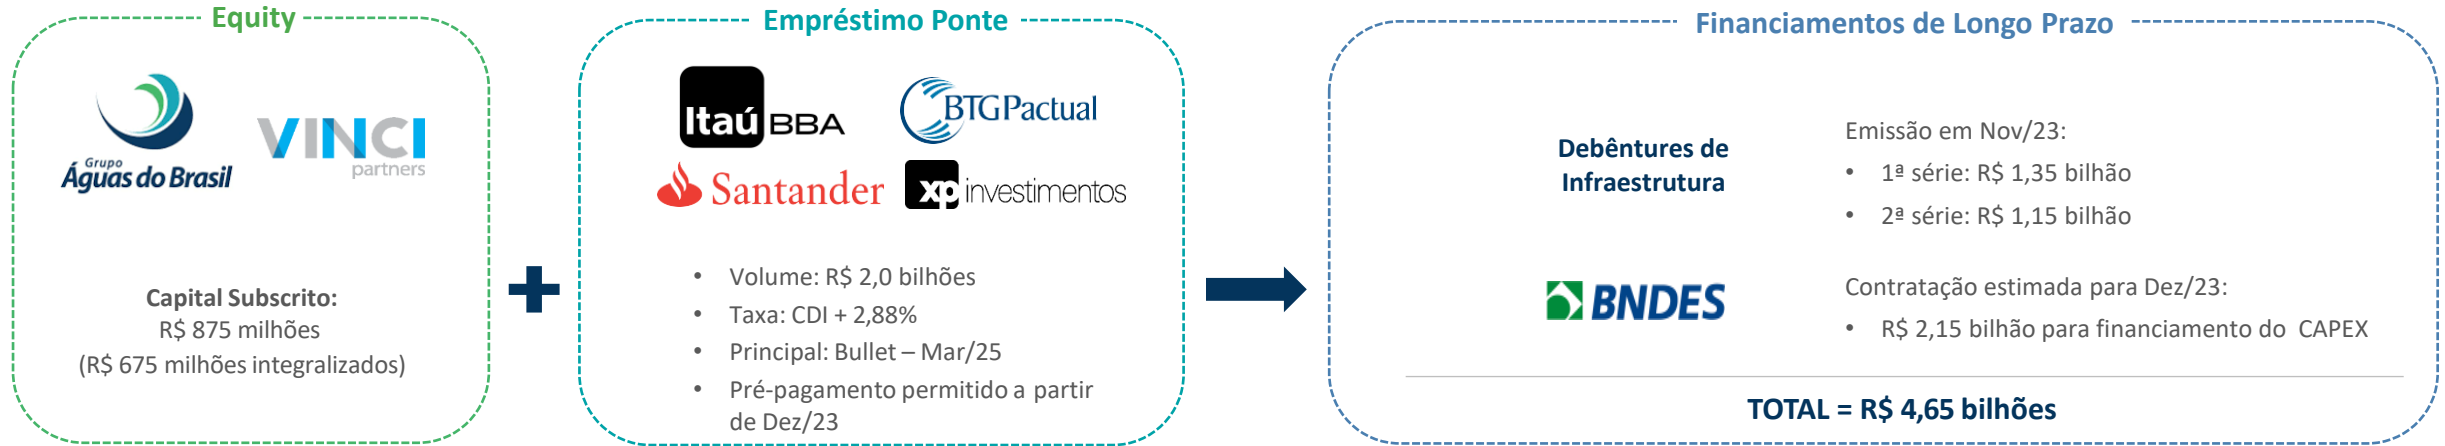 Equity
Grupo
Águas do Brasil
VINCI
partners
Capital Subscrito:
R$ 875 milhões
(R$ 675 milhões integralizados)
Empréstimo Ponte
Itaú BBA
BTGPactual
Santander
xp investimentos
• Volume: R$ 2,0 bilhões
• Taxa: CDI + 2,88%
• Principal: Bullet – Mar/25
• Pré-pagamento permitido a partir
de Dez/23
Financiamentos de Longo Prazo
Debêntures de
Infraestrutura
Emissão em Nov/23:
• 1ª série: R$ 1,35 bilhão
• 2ª série: R$ 1,15 bilhão
BNDES
Contratação estimada para Dez/23:
• R$ 2,15 bilhão para financiamento do CAPEX
TOTAL = R$ 4,65 bilhões